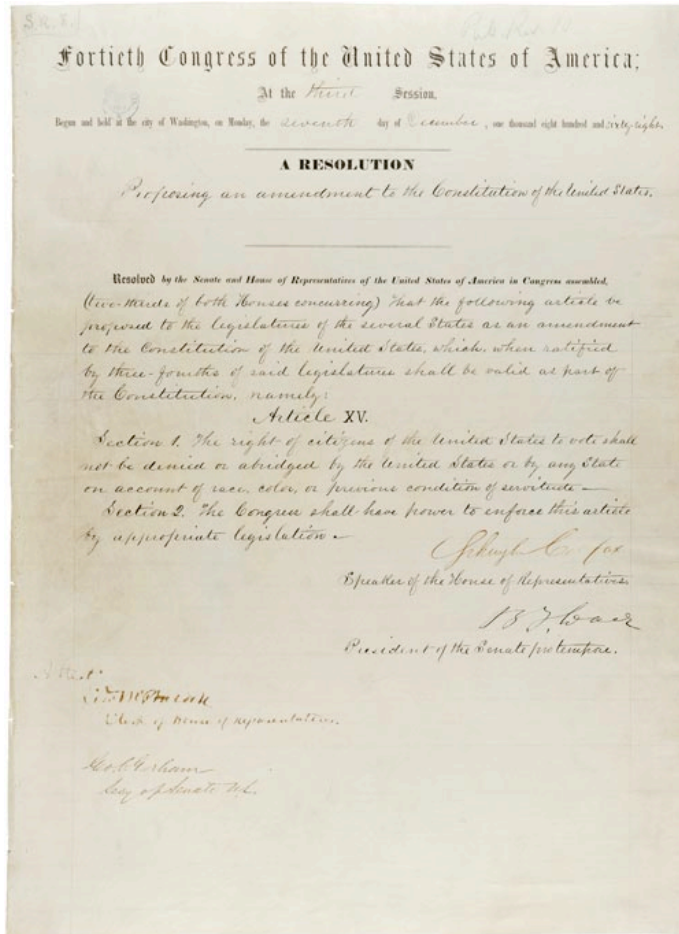 S.R. 8.
Fortieth Congress of the United States of America;
At the third Session,
Begun and held at the city of Washington, on Monday, the seventh day of December, one thousand eight hundred and sixty-eight.
A RESOLUTION
Proposing an amendment to the Constitution of the United States.
Resolved by the Senate and House of Representatives of the United States of America in Congress assembled,
(two-thirds of both Houses concurring) That the following article be
proposed to the legislatures of the several States as an amendment
to the Constitution of the United States, which, when ratified
by three-fourths of said legislatures shall be valid as part of
the Constitution, namely:
Article XV.
Section 1. The right of citizens of the United States to vote shall
not be denied or abridged by the United States or by any State
on account of race, color, or previous condition of servitude—
Section 2. The Congress shall have power to enforce this article
by appropriate legislation—
Schuyler Colfax
Speaker of the House of Representatives.
B F Wade
President of the Senate pro tempore.
Attest
Clerk of House of Representatives.
Geo. C. Gorham
Secy of Senate U.S.